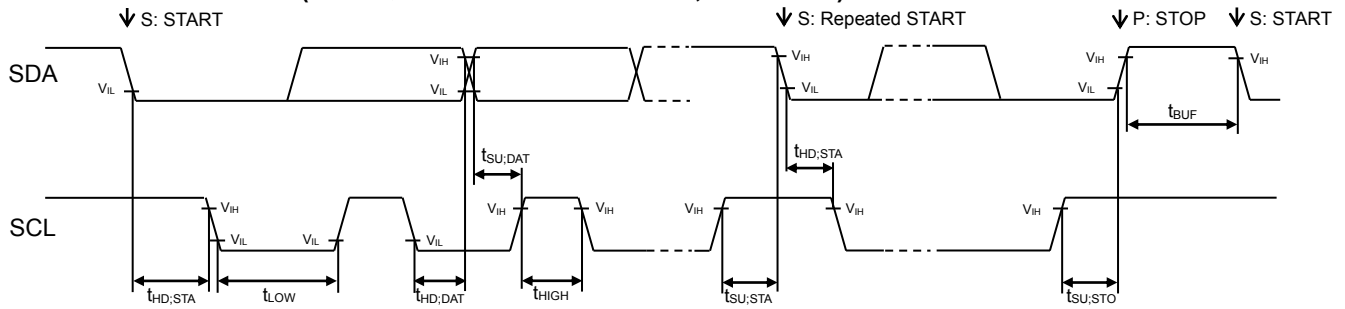 S: START
S: Repeated START
P: STOP
S: START
SDA
VIL
VIH
VIL
VIH
VIL
VIH
VIL
VIH
tBUF
tSU;DAT
tHD;STA
SCL
VIH
VIL
VIL
VIL
VIH
VIH
VIH
VIH
VIH
tHD;STA
tLOW
tHD;DAT
tHIGH
tSU;STA
tSU;STO